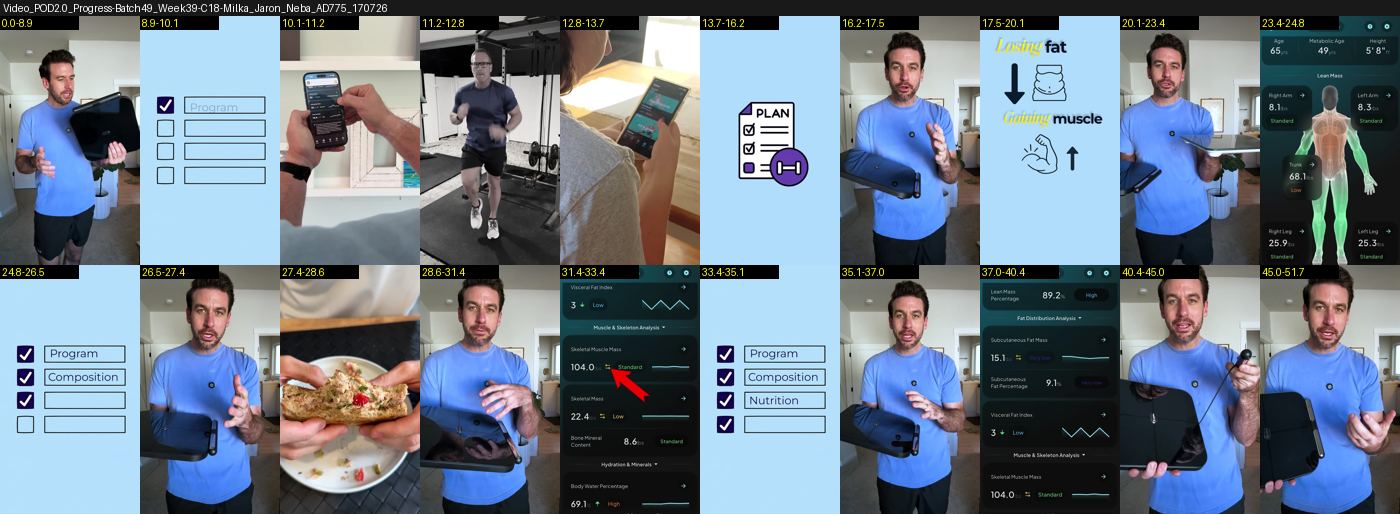 Video_POD2.0_Progress-Batch49_Week39-C18-Milka_Jaron_Neba_AD775_170726
0.0-8.9
8.9-10.1
Program
10.1-11.2
11.2-12.8
12.8-13.7
13.7-16.2
PLAN
16.2-17.5
17.5-20.1
Losing fat
Gaining muscle
20.1-23.4
23.4-24.8
Age
Metabolic Age
Height
65
49
5' 8"
Lean Mass
Right Arm
8.1
Standard
Left Arm
8.3
Standard
Trunk
68.1
Low
Right Leg
25.9
Standard
Left Leg
25.3
Standard
24.8-26.5
Program
Composition
26.5-27.4
27.4-28.6
28.6-31.4
31.4-33.4
Visceral Fat Index
3 Low
Muscle & Skeleton Analysis
Skeletal Muscle Mass
104.0 Standard
Skeletal Mass
22.4 Low
Bone Mineral
Content
8.6 Standard
Hydration & Minerals
Body Water Percentage
69.1 High
33.4-35.1
Program
Composition
Nutrition
35.1-37.0
37.0-40.4
Lean Mass
Percentage
89.2% High
Fat Distribution Analysis
Subcutaneous Fat Mass
15.1 Very low
Subcutaneous
Fat Percentage
9.1% Very low
Visceral Fat Index
3 Low
Muscle & Skeleton Analysis
Skeletal Muscle Mass
104.0 Standard
40.4-45.0
45.0-51.7